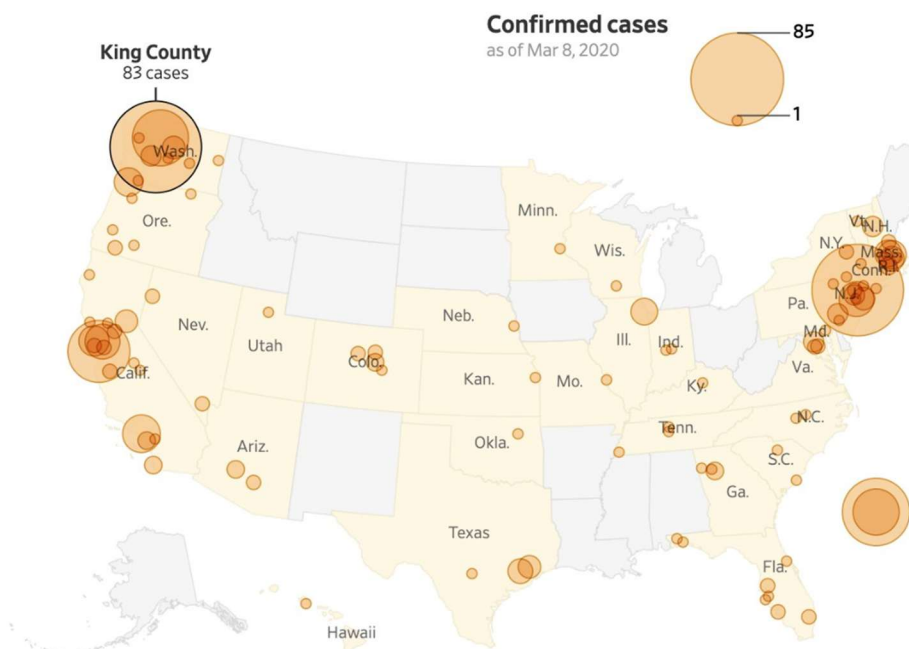 Confirmed cases
as of Mar 8, 2020
85
1
King County
83 cases
Wash.
Ore.
Minn.
Wis.
Vt.
N.H.
N.Y.
Mass.
R.I.
Conn.
N.J.
Pa.
Md.
Va.
Nev.
Utah
Colo.
Neb.
Kan.
Ill.
Ind.
Mo.
Ky.
Calif.
Ariz.
Okla.
Tenn.
N.C.
S.C.
Ga.
Texas
Fla.
Hawaii